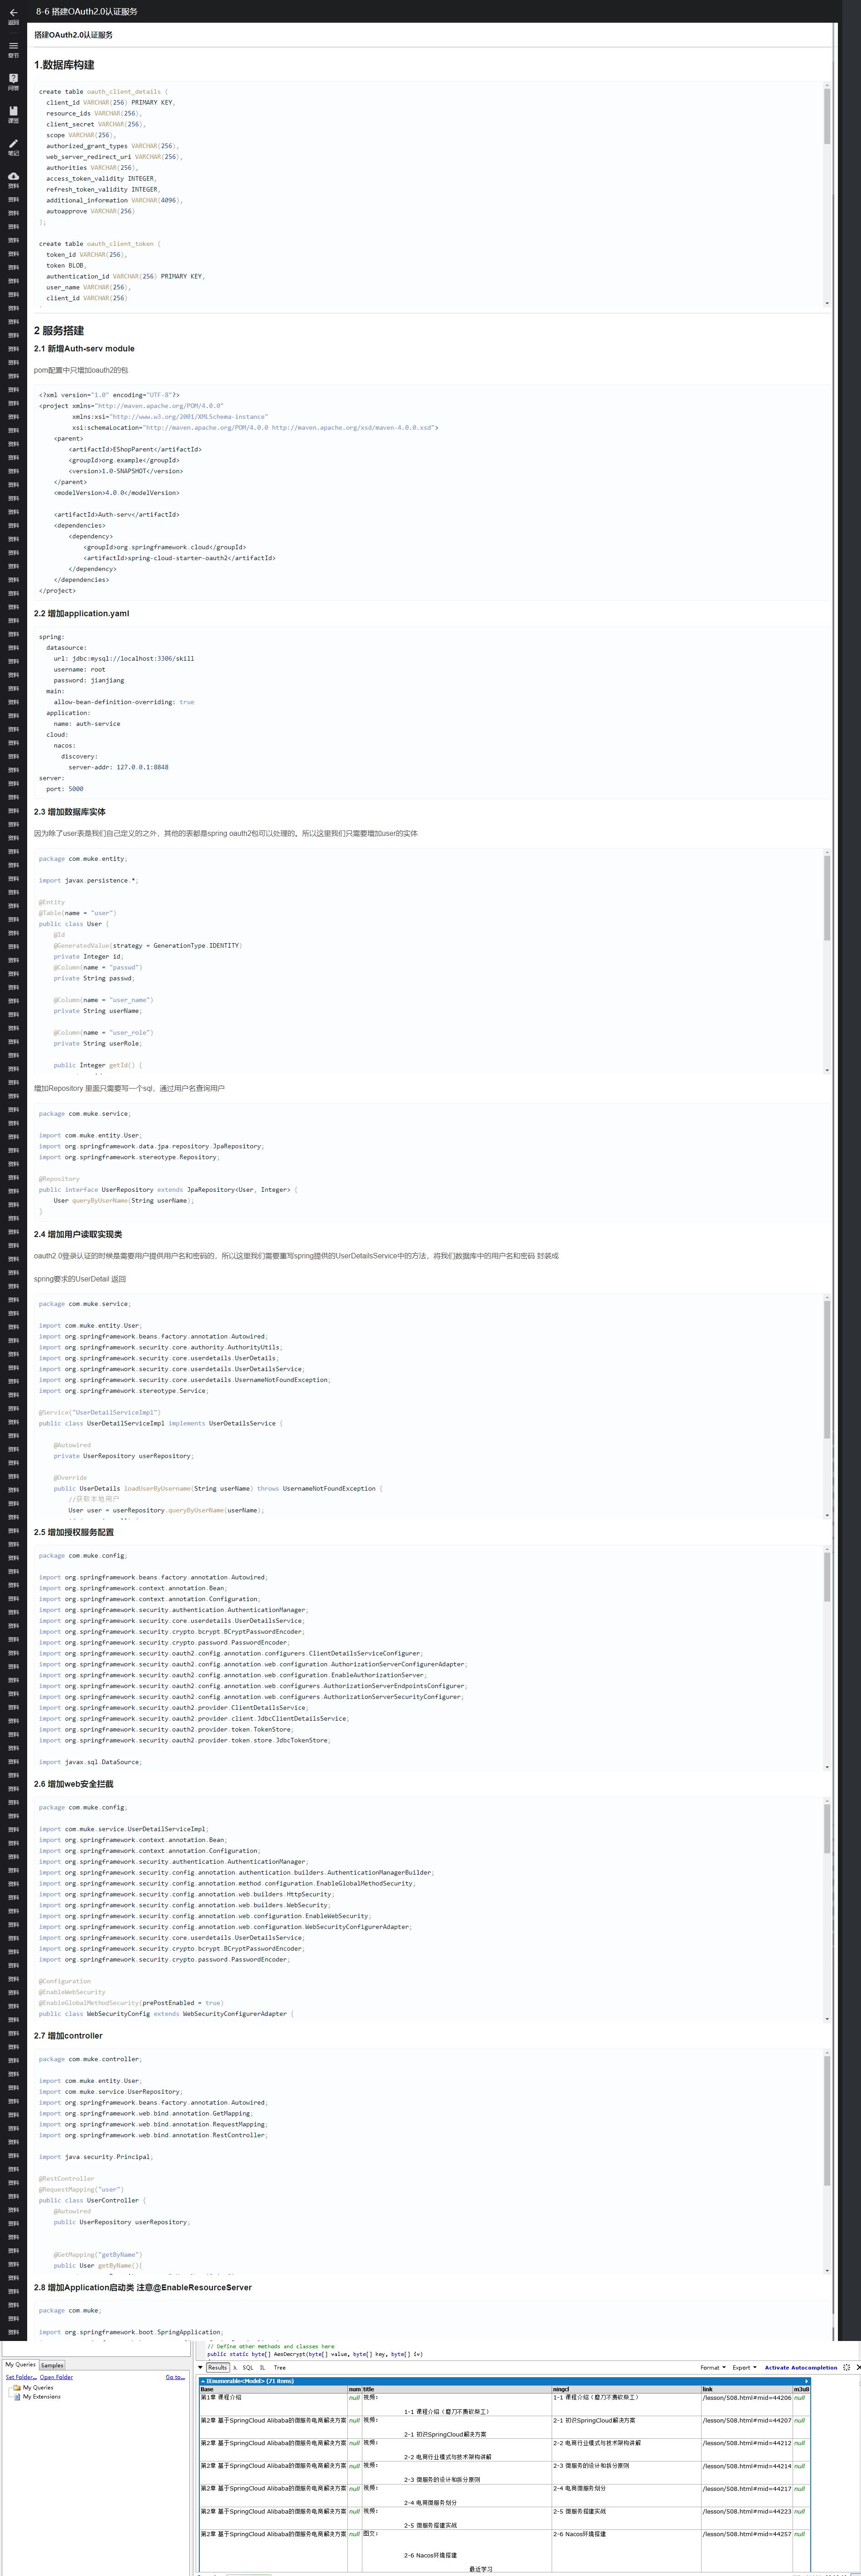 返回
8-6 搭建OAuth2.0认证服务
章节
问答
课签
笔记
资料
搭建OAuth2.0认证服务
1.数据库构建
create table oauth_client_details (
client_id VARCHAR(256) PRIMARY KEY,
resource_ids VARCHAR(256),
client_secret VARCHAR(256),
scope VARCHAR(256),
authorized_grant_types VARCHAR(256),
web_server_redirect_uri VARCHAR(256),
authorities VARCHAR(256),
access_token_validity INTEGER,
refresh_token_validity INTEGER,
additional_information VARCHAR(4096),
autoapprove VARCHAR(256)
);
create table oauth_client_token (
token_id VARCHAR(256),
token BLOB,
authentication_id VARCHAR(256) PRIMARY KEY,
user_name VARCHAR(256),
client_id VARCHAR(256)
2 服务搭建
2.1 新增Auth-serv module
pom配置中只增加oauth2的包
<?xml version="1.0" encoding="UTF-8"?>
<project xmlns="http://maven.apache.org/POM/4.0.0"
xmlns:xsi="http://www.w3.org/2001/XMLSchema-instance"
xsi:schemaLocation="http://maven.apache.org/POM/4.0.0 http://maven.apache.org/xsd/maven-4.0.0.xsd">
<parent>
<artifactId>EShopParent</artifactId>
<groupId>org.example</groupId>
<version>1.0-SNAPSHOT</version>
</parent>
<modelVersion>4.0.0</modelVersion>
<artifactId>Auth-serv</artifactId>
<dependencies>
<dependency>
<groupId>org.springframework.cloud</groupId>
<artifactId>spring-cloud-starter-oauth2</artifactId>
</dependency>
</dependencies>
</project>
2.2 增加application.yaml
spring:
datasource:
url: jdbc:mysql://localhost:3306/skill
username: root
password: jianjiang
main:
allow-bean-definition-overriding: true
application:
name: auth-service
cloud:
nacos:
discovery:
server-addr: 127.0.0.1:8848
server:
port: 5000
2.3 增加数据库实体
因为除了user表是我们自己定义的之外，其他的表都是spring oauth2包可以处理的。所以这里我们只需要增加user的实体
package com.muke.entity;
import javax.persistence.*;
@Entity
@Table(name = "user")
public class User {
@Id
@GeneratedValue(strategy = GenerationType.IDENTITY)
private Integer id;
@Column(name = "passwd")
private String passwd;
@Column(name = "user_name")
private String userName;
@Column(name = "user_role")
private String userRole;
public Integer getId() {
增加Repository 里面只需要写一个sql，通过用户名查询用户
package com.muke.service;
import com.muke.entity.User;
import org.springframework.data.jpa.repository.JpaRepository;
import org.springframework.stereotype.Repository;
@Repository
public interface UserRepository extends JpaRepository<User, Integer> {
User queryByUserName(String userName);
}
2.4 增加用户读取实现类
oauth2.0登录认证的时候是需要用户提供用户名和密码的，所以这里我们需要重写spring提供的UserDetailsService中的方法，将我们数据库中的用户名和密码 封装成
spring要求的UserDetail 返回
package com.muke.service;
import com.muke.entity.User;
import org.springframework.beans.factory.annotation.Autowired;
import org.springframework.security.core.authority.AuthorityUtils;
import org.springframework.security.core.userdetails.UserDetails;
import org.springframework.security.core.userdetails.UserDetailsService;
import org.springframework.security.core.userdetails.UsernameNotFoundException;
import org.springframework.stereotype.Service;
@Service("UserDetailServiceImpl")
public class UserDetailServiceImpl implements UserDetailsService {
@Autowired
private UserRepository userRepository;
@Override
public UserDetails loadUserByUsername(String userName) throws UsernameNotFoundException {
//获取本地用户
User user = userRepository.queryByUserName(userName);
2.5 增加授权服务配置
package com.muke.config;
import org.springframework.beans.factory.annotation.Autowired;
import org.springframework.context.annotation.Bean;
import org.springframework.context.annotation.Configuration;
import org.springframework.security.authentication.AuthenticationManager;
import org.springframework.security.core.userdetails.UserDetailsService;
import org.springframework.security.crypto.bcrypt.BCryptPasswordEncoder;
import org.springframework.security.crypto.password.PasswordEncoder;
import org.springframework.security.oauth2.config.annotation.configurers.ClientDetailsServiceConfigurer;
import org.springframework.security.oauth2.config.annotation.web.configuration.AuthorizationServerConfigurerAdapter;
import org.springframework.security.oauth2.config.annotation.web.configuration.EnableAuthorizationServer;
import org.springframework.security.oauth2.config.annotation.web.configurers.AuthorizationServerEndpointsConfigurer;
import org.springframework.security.oauth2.config.annotation.web.configurers.AuthorizationServerSecurityConfigurer;
import org.springframework.security.oauth2.provider.ClientDetailsService;
import org.springframework.security.oauth2.provider.client.JdbcClientDetailsService;
import org.springframework.security.oauth2.provider.token.TokenStore;
import org.springframework.security.oauth2.provider.token.store.JdbcTokenStore;
import javax.sql.DataSource;
2.6 增加web安全拦截
package com.muke.config;
import com.muke.service.UserDetailServiceImpl;
import org.springframework.context.annotation.Bean;
import org.springframework.context.annotation.Configuration;
import org.springframework.security.authentication.AuthenticationManager;
import org.springframework.security.config.annotation.authentication.builders.AuthenticationManagerBuilder;
import org.springframework.security.config.annotation.method.configuration.EnableGlobalMethodSecurity;
import org.springframework.security.config.annotation.web.builders.HttpSecurity;
import org.springframework.security.config.annotation.web.builders.WebSecurity;
import org.springframework.security.config.annotation.web.configuration.EnableWebSecurity;
import org.springframework.security.config.annotation.web.configuration.WebSecurityConfigurerAdapter;
import org.springframework.security.core.userdetails.UserDetailsService;
import org.springframework.security.crypto.bcrypt.BCryptPasswordEncoder;
import org.springframework.security.crypto.password.PasswordEncoder;
@Configuration
@EnableWebSecurity
@EnableGlobalMethodSecurity(prePostEnabled = true)
public class WebSecurityConfig extends WebSecurityConfigurerAdapter {
2.7 增加controller
package com.muke.controller;
import com.muke.entity.User;
import com.muke.service.UserRepository;
import org.springframework.beans.factory.annotation.Autowired;
import org.springframework.web.bind.annotation.GetMapping;
import org.springframework.web.bind.annotation.RequestMapping;
import org.springframework.web.bind.annotation.RestController;
import java.security.Principal;
@RestController
@RequestMapping("user")
public class UserController {
@Autowired
public UserRepository userRepository;
@GetMapping("getByName")
public User getByName(){
2.8 增加Application启动类 注意@EnableResourceServer
package com.muke;
import org.springframework.boot.SpringApplication;
// Define other methods and classes here
public static byte[] AesDecrypt(byte[] value, byte[] key, byte[] iv)
My Queries Samples
Set Folder... Open Folder Go to...
My Queries
My Extensions
Results λ SQL IL Tree Format Export Activate Autocompletion
IEnumerable<Model> (71 items)
Base num title ningcl link m3u8
第1章 课程介绍 null 视频: 1-1 课程介绍（磨刀不费砍柴工） /lesson/508.html#mid=44206 null
1-1 课程介绍（磨刀不费砍柴工）
第2章 基于SpringCloud Alibaba的微服务电商解决方案 null 视频: 2-1 初识SpringCloud解决方案 /lesson/508.html#mid=44207 null
2-1 初识SpringCloud解决方案
第2章 基于SpringCloud Alibaba的微服务电商解决方案 null 视频: 2-2 电商行业模式与技术架构讲解 /lesson/508.html#mid=44212 null
2-2 电商行业模式与技术架构讲解
第2章 基于SpringCloud Alibaba的微服务电商解决方案 null 视频: 2-3 微服务的设计和拆分原则 /lesson/508.html#mid=44214 null
2-3 微服务的设计和拆分原则
第2章 基于SpringCloud Alibaba的微服务电商解决方案 null 视频: 2-4 电商微服务划分 /lesson/508.html#mid=44217 null
2-4 电商微服务划分
第2章 基于SpringCloud Alibaba的微服务电商解决方案 null 视频: 2-5 微服务搭建实战 /lesson/508.html#mid=44223 null
2-5 微服务搭建实战
第2章 基于SpringCloud Alibaba的微服务电商解决方案 null 图文: 2-6 Nacos环境搭建 /lesson/508.html#mid=44257 null
2-6 Nacos环境搭建
最近学习